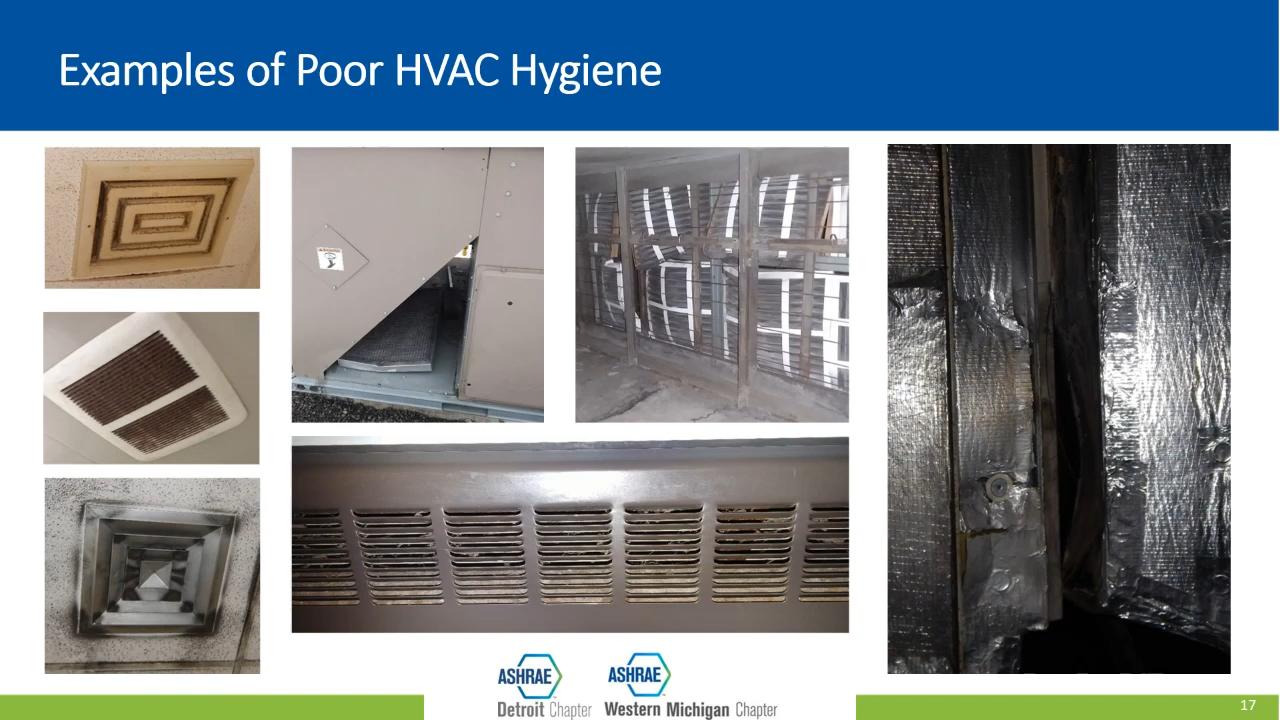 Examples of Poor HVAC Hygiene
ASHRAE
Detroit Chapter
ASHRAE
Western Michigan Chapter
17